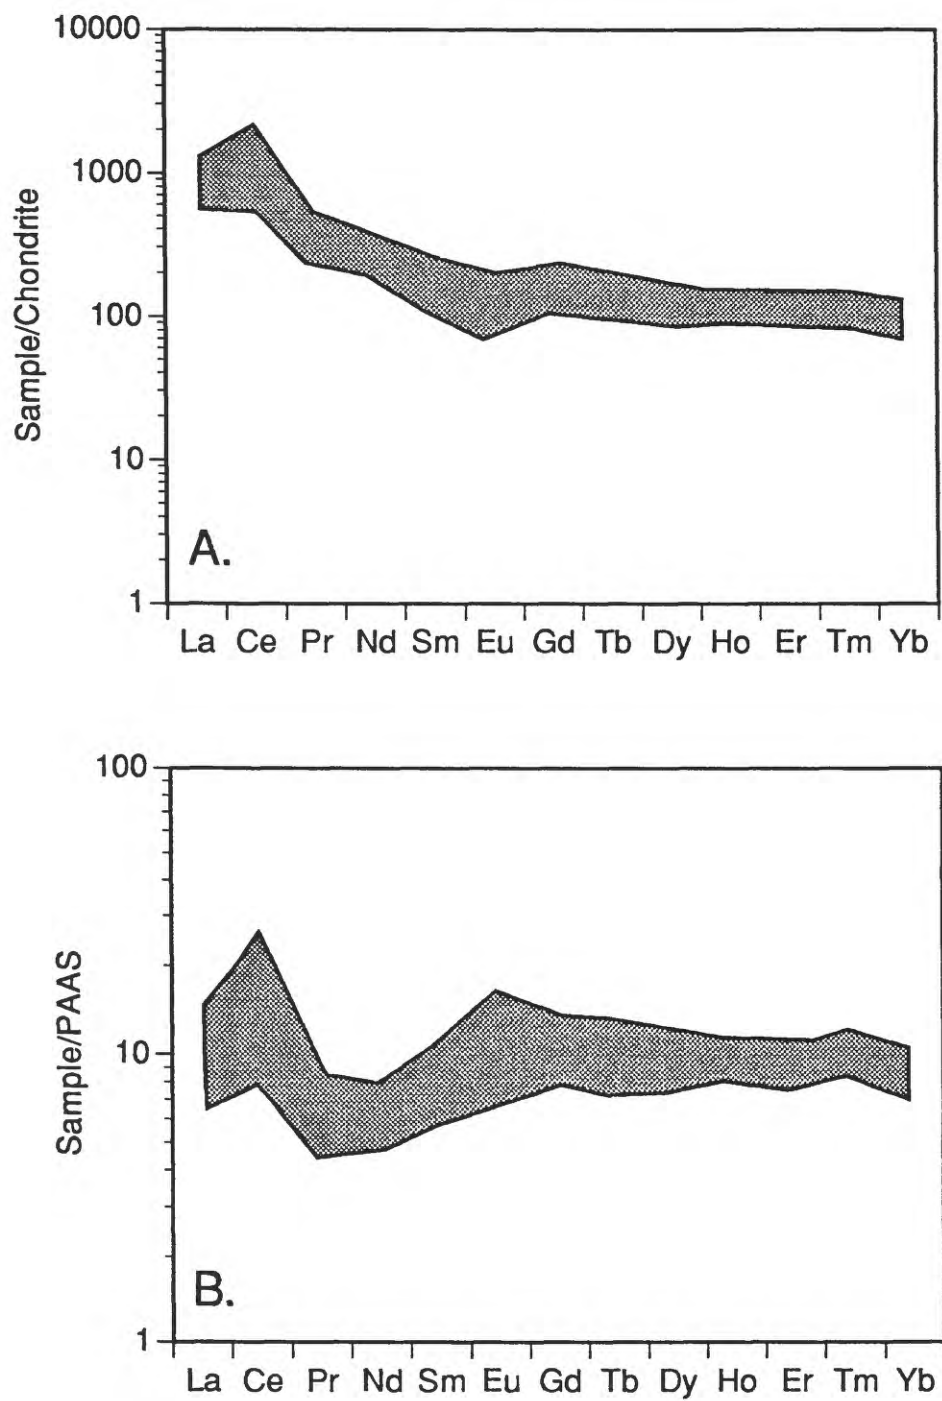 10000
1000
100
10
1
Sample/Chondrite
A.
La Ce Pr Nd Sm Eu Gd Tb Dy Ho Er Tm Yb
100
10
1
Sample/PAAS
B.
La Ce Pr Nd Sm Eu Gd Tb Dy Ho Er Tm Yb